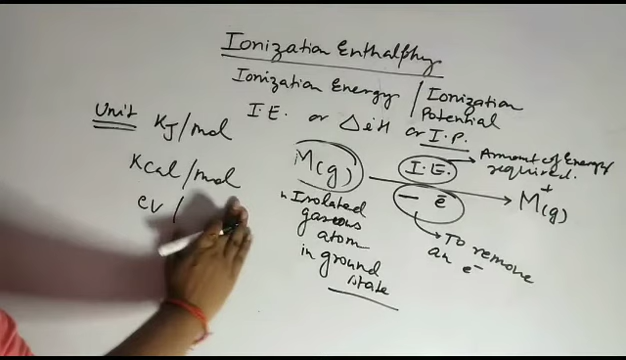 Ionization Enthalphy
Ionization Energy / Ionization Potential
I.E. or ΔiH or I.P.
Unit
KJ/mol
Kcal/mol
eV /
M(g)
I.E.
Amount of Energy
required.
- ē
M⁺(g)
Isolated
gaseous
atom
in ground
state
To remove
an e⁻